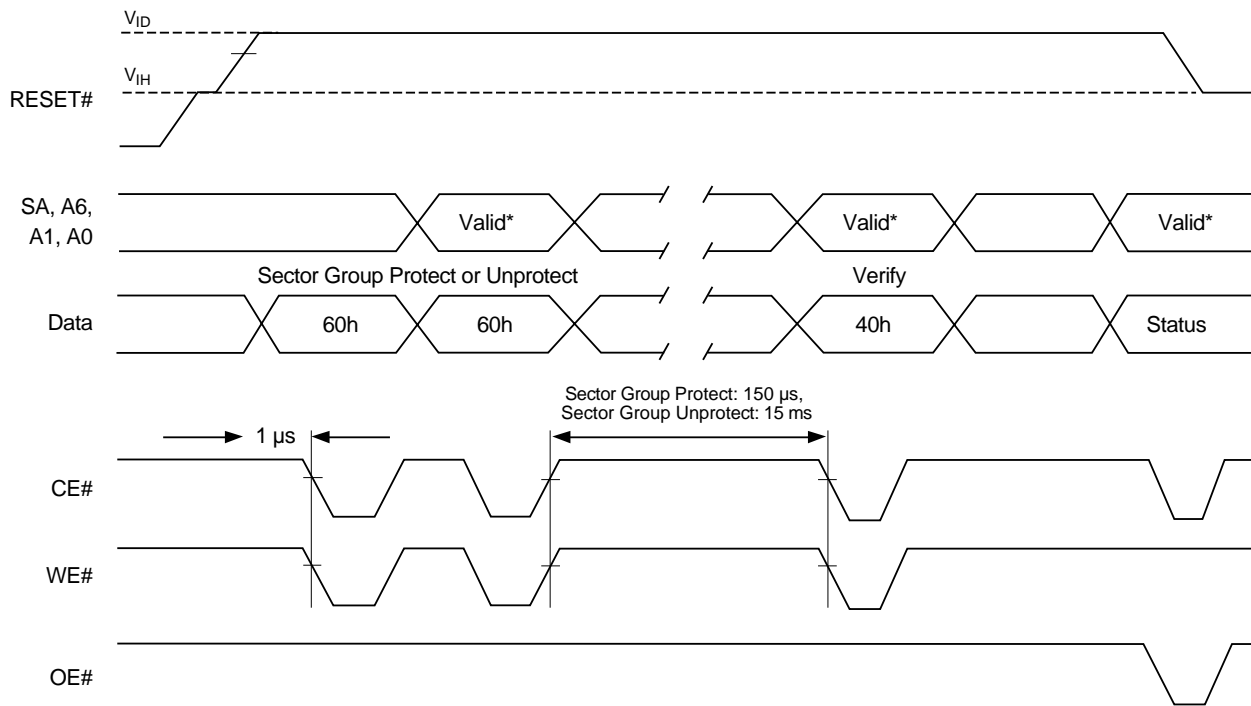 VID
VIH
RESET#
SA, A6,
A1, A0
Valid*
Valid*
Valid*
Sector Group Protect or Unprotect
Verify
Data
60h
60h
40h
Status
Sector Group Protect: 150 µs,
Sector Group Unprotect: 15 ms
1 µs
CE#
WE#
OE#